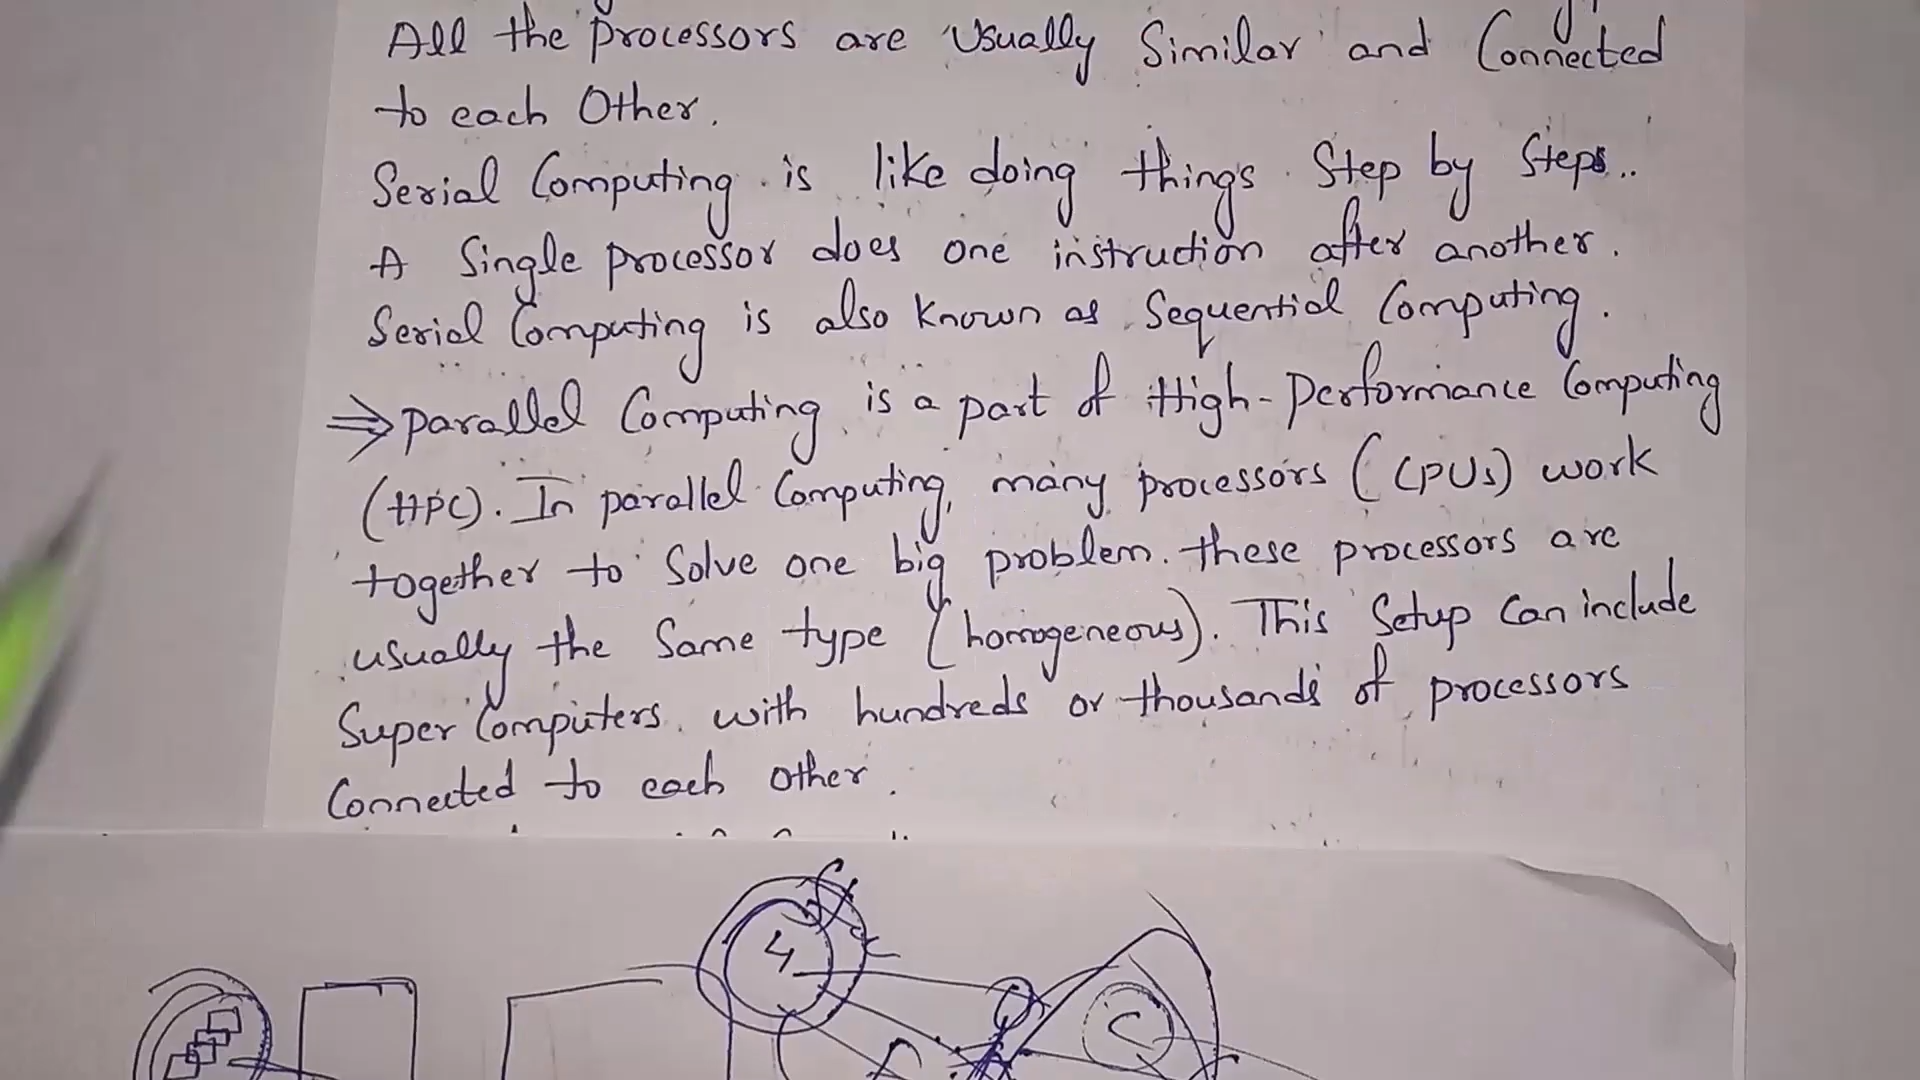 All the processors are Usually Similar and Connected
to each Other.
Serial Computing is like doing things Step by Steps..
A Single processor does one instruction after another.
Serial Computing is also known as Sequential Computing.
⇒ parallel Computing is a part of High-Performance Computing
(HPC). In parallel Computing, many processors (CPUs) work
together to Solve one big problem. these processors are
usually the Same type (homogeneous). This Setup Can include
Super Computers with hundreds or thousands of processors
Connected to each other.
4
C